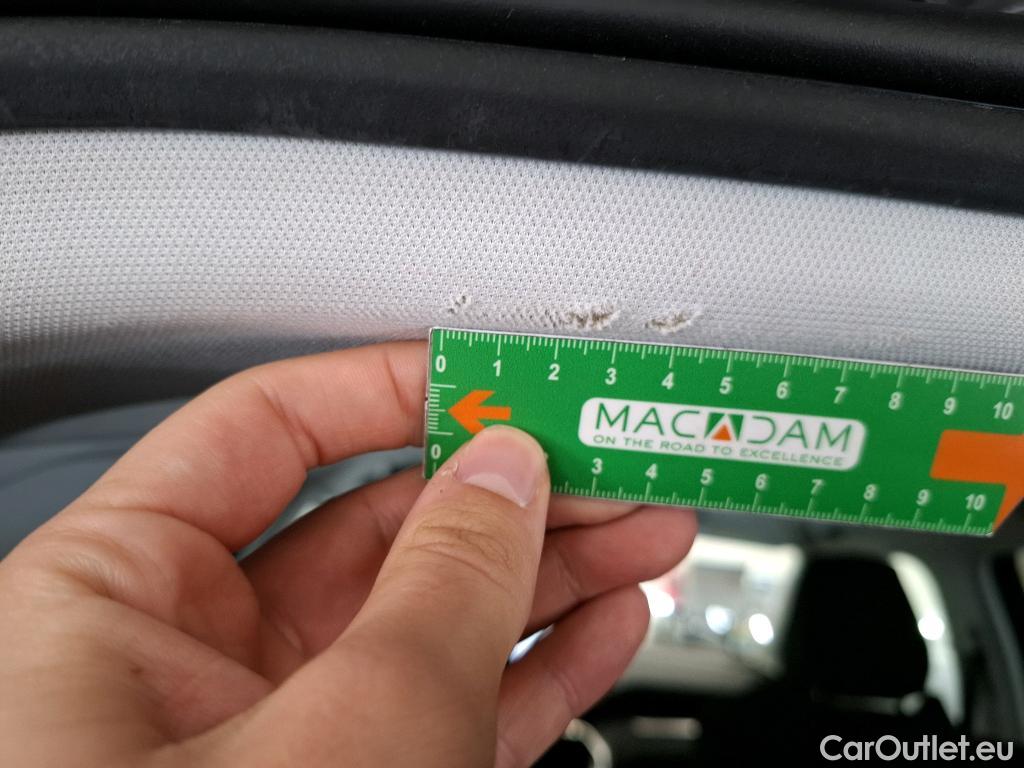 0 1 2 3 4 5 6 7 8 9 10
MACADAM
ON THE ROAD TO EXCELLENCE
0 3 4 5 6 7 8 9 10
CarOutlet.eu